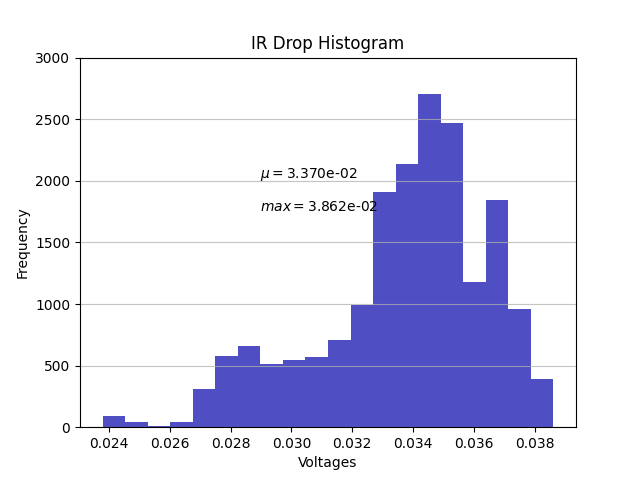 IR Drop Histogram
3000
2500
2000
1500
1000
500
0
Frequency
μ = 3.370e-02
max = 3.862e-02
0.024 0.026 0.028 0.030 0.032 0.034 0.036 0.038
Voltages